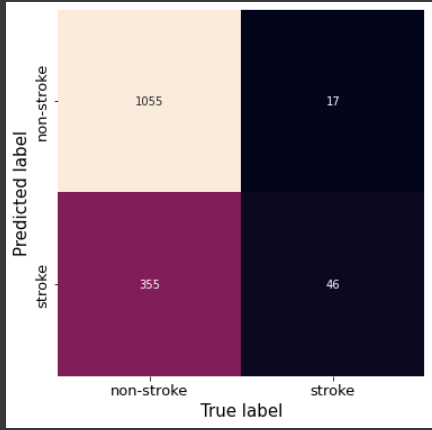 Predicted label
non-stroke
1055
17
stroke
355
46
non-stroke
stroke
True label